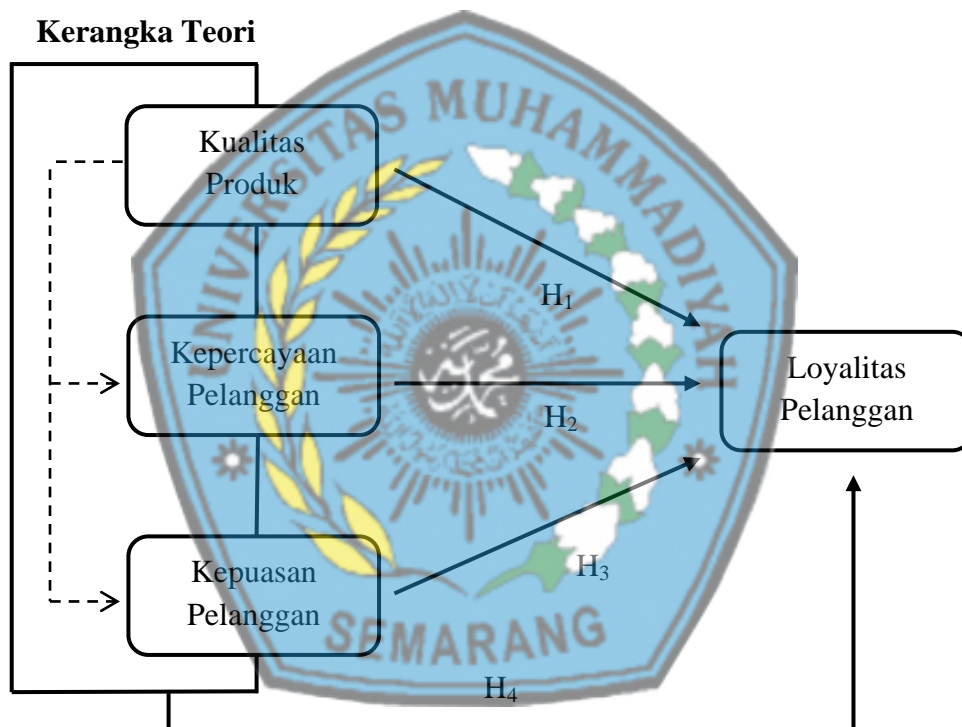 Kerangka Teori
UNIVERSITAS MUHAMMADIYAH
Kualitas
Produk
H₁
Kepercayaan
Pelanggan
Loyalitas
Pelanggan
H₂
Kepuasan
Pelanggan
H₃
SEMARANG
H₄